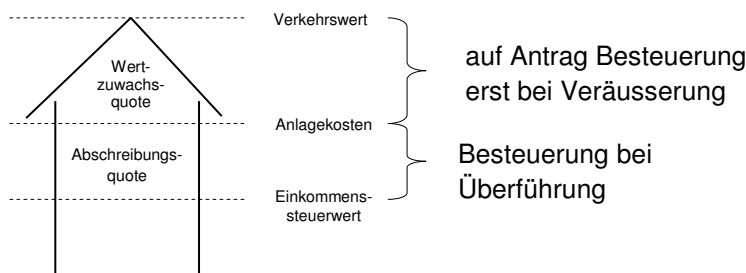 Verkehrswert
Wert-
zuwachs-
quote
auf Antrag Besteuerung
erst bei Veräusserung
Anlagekosten
Abschreibungs-
quote
Besteuerung bei
Überführung
Einkommens-
steuerwert